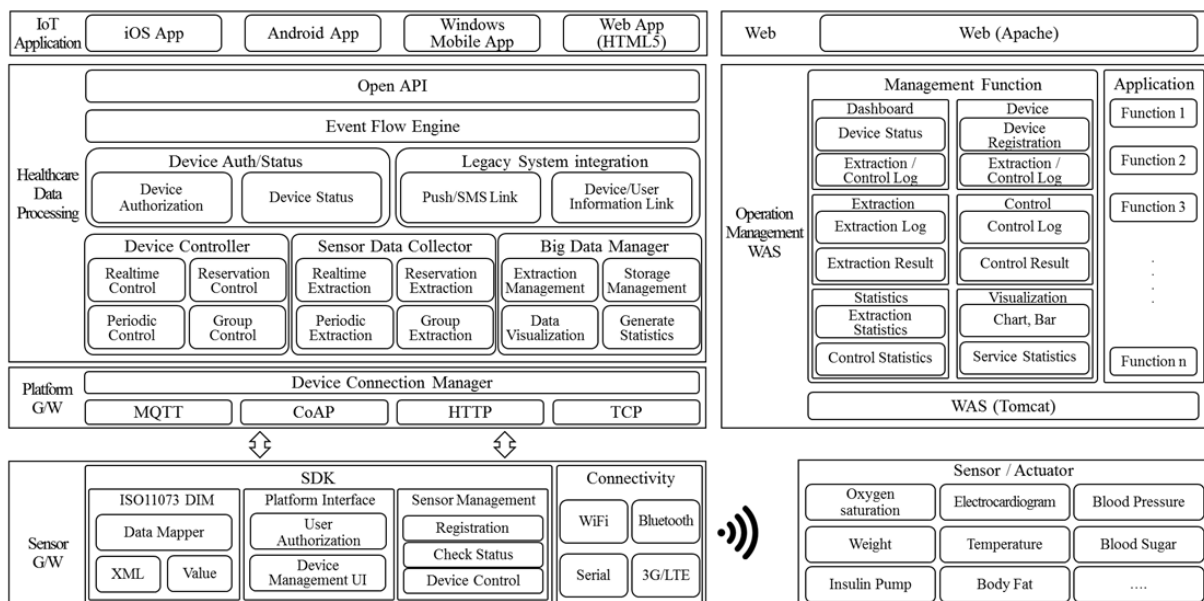 IoT
Application
iOS App
Android App
Windows
Mobile App
Web App
(HTML5)
Healthcare
Data
Processing
Open API
Event Flow Engine
Device Auth/Status
Device
Authorization
Device Status
Legacy System integration
Push/SMS Link
Device/User
Information Link
Device Controller
Realtime
Control
Reservation
Control
Periodic
Control
Group
Control
Sensor Data Collector
Realtime
Extraction
Reservation
Extraction
Periodic
Extraction
Group
Extraction
Big Data Manager
Extraction
Management
Storage
Management
Data
Visualization
Generate
Statistics
Platform
G/W
Device Connection Manager
MQTT
CoAP
HTTP
TCP
Sensor
G/W
SDK
ISO11073 DIM
Data Mapper
XML
Value
Platform Interface
User
Authorization
Device
Management UI
Sensor Management
Registration
Check Status
Device Control
Connectivity
WiFi
Bluetooth
Serial
3G/LTE
Web
Web (Apache)
Operation
Management
WAS
Management Function
Dashboard
Device Status
Extraction /
Control Log
Device
Device
Registration
Extraction /
Control Log
Extraction
Extraction Log
Extraction Result
Control
Control Log
Control Result
Statistics
Extraction
Statistics
Control Statistics
Visualization
Chart, Bar
Service Statistics
Application
Function 1
Function 2
Function 3
.
.
.
.
Function n
WAS (Tomcat)
Sensor / Actuator
Oxygen
saturation
Electrocardiogram
Blood Pressure
Weight
Temperature
Blood Sugar
Insulin Pump
Body Fat
....